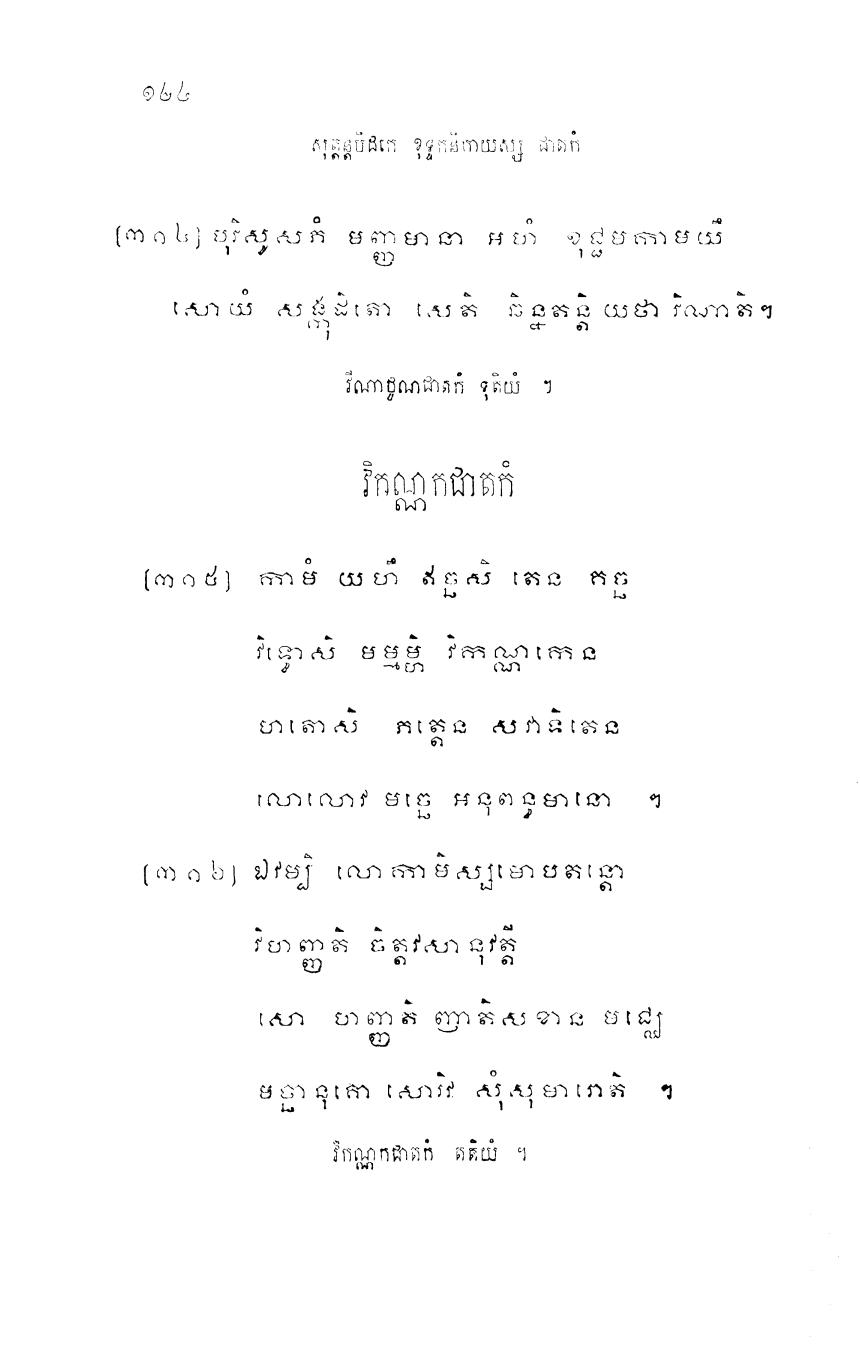 ១៤៤
សុត្តន្តបិដកេ ខុទ្ទកនិកាយស្ស ជាតកំ
[៣១៤] បុរិសូសភំ មញ្ញមានា អហំ ខុជ្ជមកាមយឹ
សោយំ សង្កុដិតោ សេតិ ឆិន្នតន្តិ យថា វិណាតិ។
វីណាថូណជាតកំ ទុតិយំ ។
វិកណ្ណកជាតកំ
[៣១៥] កាមំ យហឹ ឥច្ឆសិ តេន គច្ឆ
វិទ្ធោសិ មម្មម្ហិ វិកណ្ណកេន
ហតោសិ ភត្តេន សវាទិតេន
លោលោវ មច្ឆេ អនុពន្ធមានោ ។
[៣១៦] ឯវម្បិ លោកាមិស្សមោបតន្តោ
វិហញ្ញតិ ចិត្តវសានុវត្តី
សោ ហញ្ញតិ ញាតិសខាន មជ្ឈេ
មច្ឆានុគោ សោរិវ សុំសុមារោតិ ។
វិកណ្ណកជាតកំ តតិយំ ។